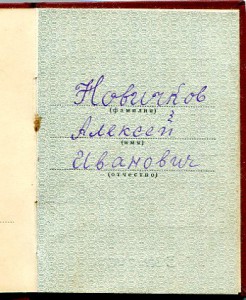 Новичков
(фамилия)
Алексей
(имя)
Иванович
(отчество)